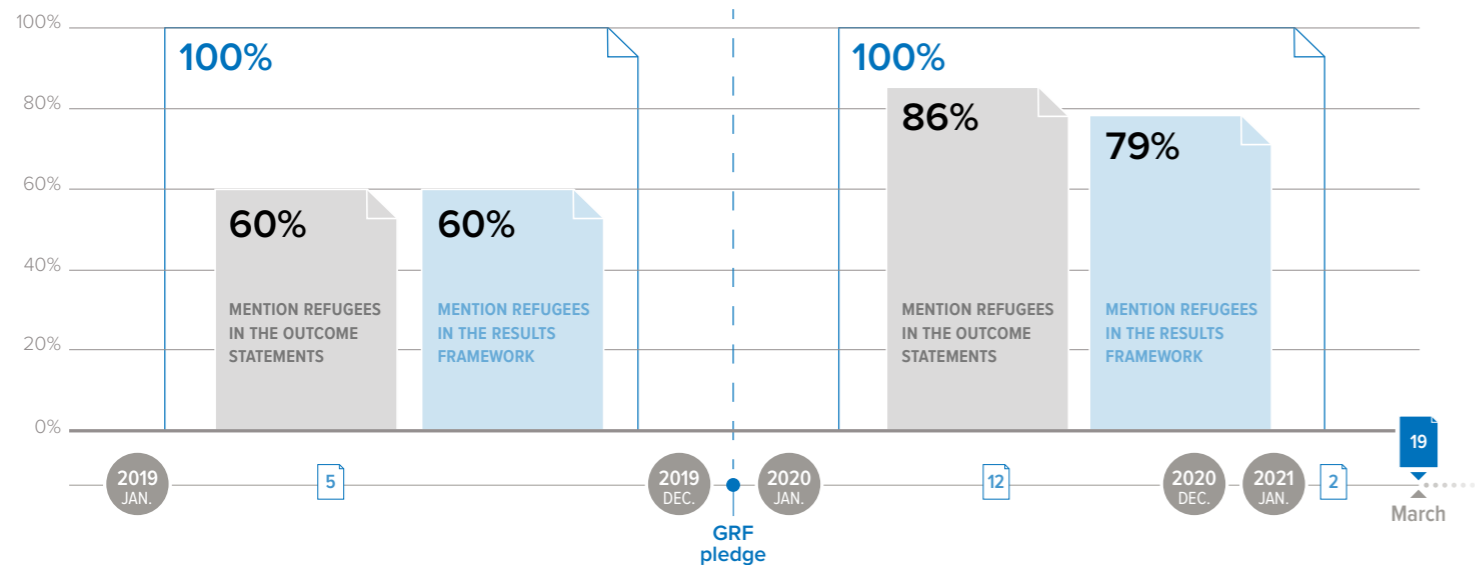 100%
80%
60%
40%
20%
0%
100%
60%
MENTION REFUGEES
IN THE OUTCOME
STATEMENTS
60%
MENTION REFUGEES
IN THE RESULTS
FRAMEWORK
100%
86%
MENTION REFUGEES
IN THE OUTCOME
STATEMENTS
79%
MENTION REFUGEES
IN THE RESULTS
FRAMEWORK
2019
JAN.
5
2019
DEC.
GRF
pledge
2020
JAN.
12
2020
DEC.
2021
JAN.
2
19
March